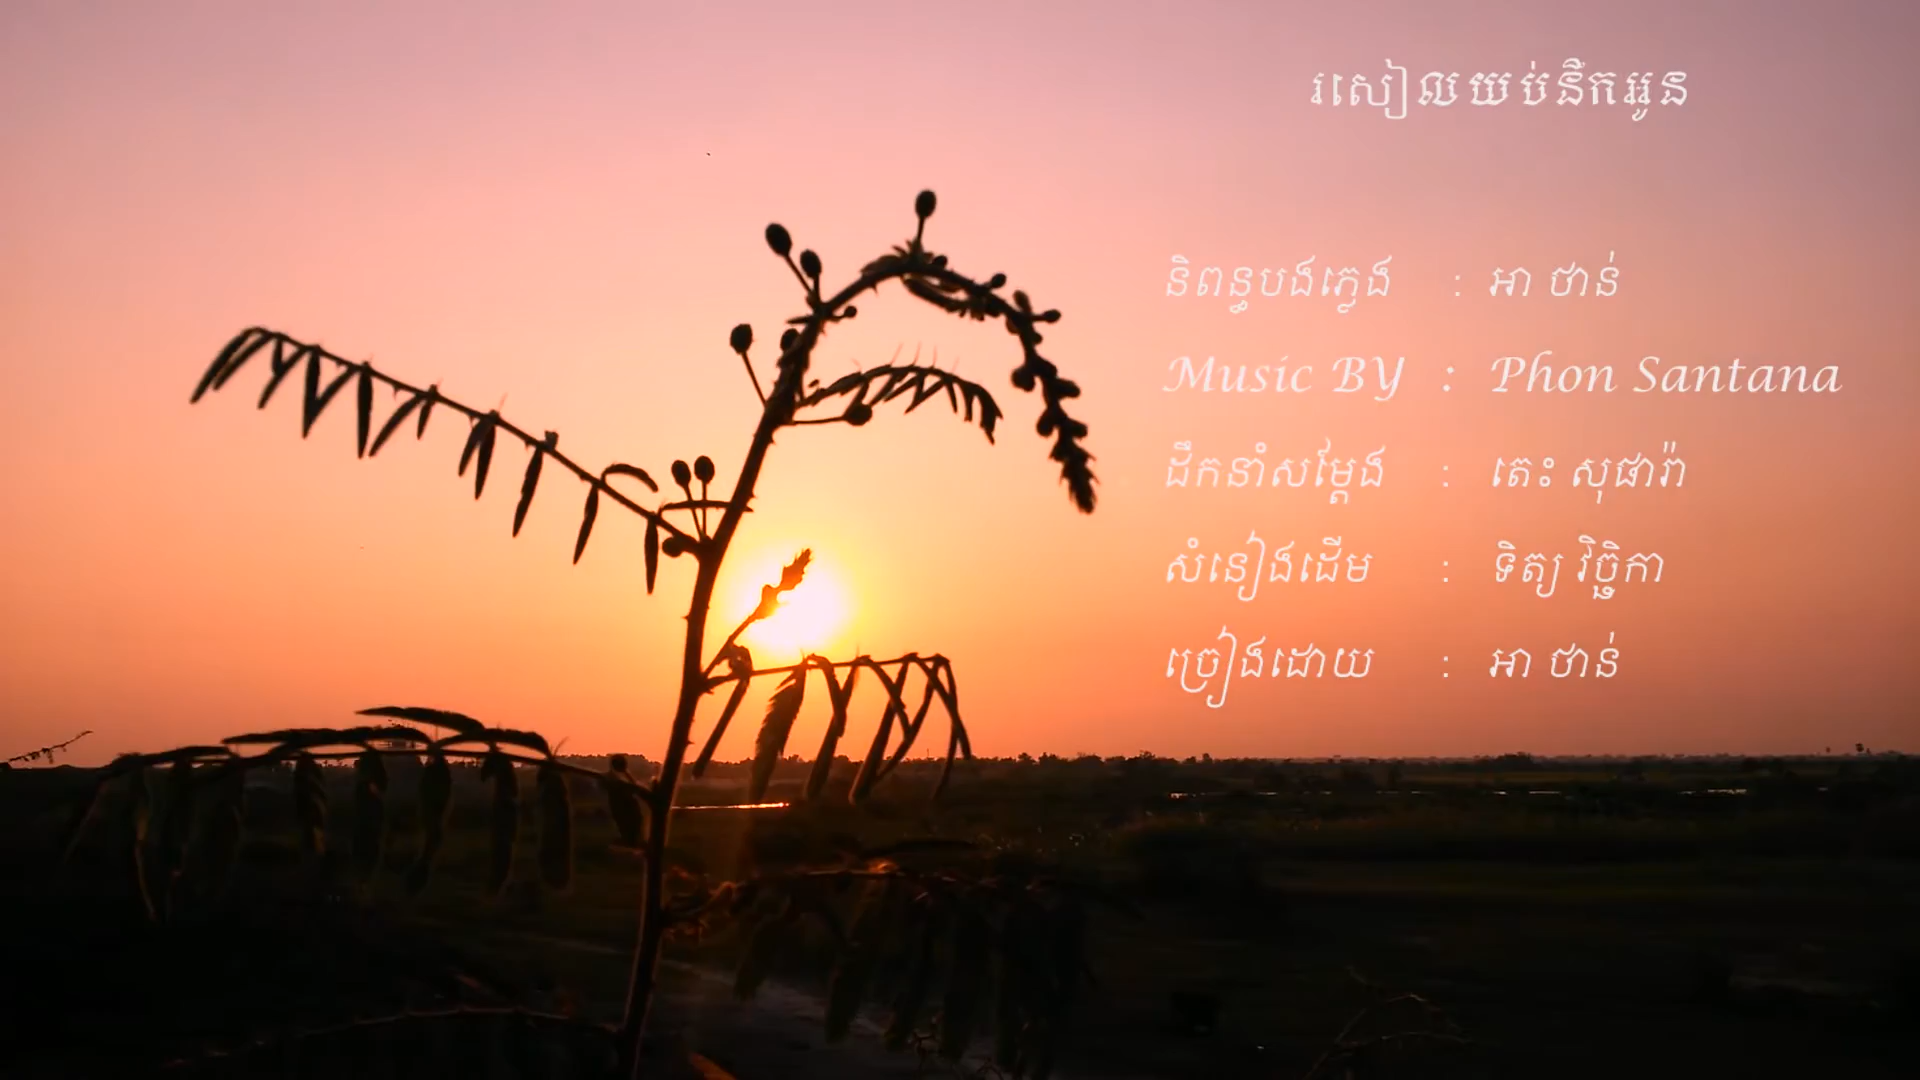 រសៀលយប់នឹកអូន
និពន្ធបងភ្លេង : អា ថាន់
Music BY : Phon Santana
ដឹកនាំសម្ដែង : តេះ សុផារ៉ា
សំនៀងដើម : ទិត្យ វិច្ឆិកា
ច្រៀងដោយ : អា ថាន់